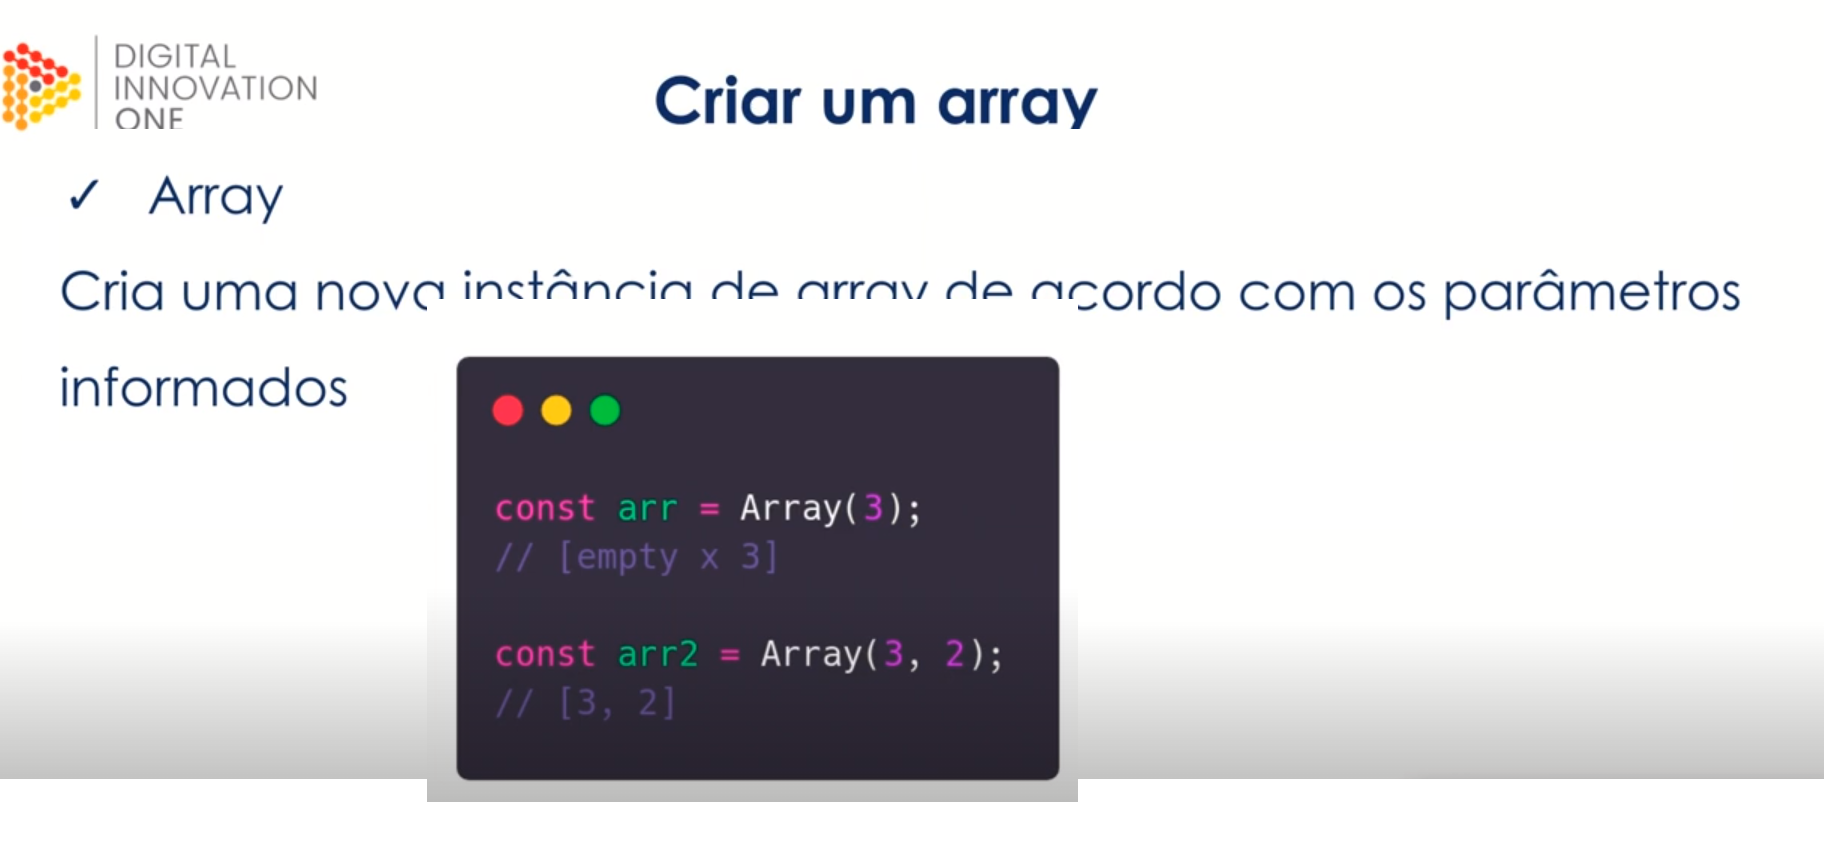 DIGITAL
INNOVATION
ONE
Criar um array
✓ Array
Cria uma nova instância de array de acordo com os parâmetros
informados
const arr = Array(3);
// [empty x 3]
const arr2 = Array(3, 2);
// [3, 2]